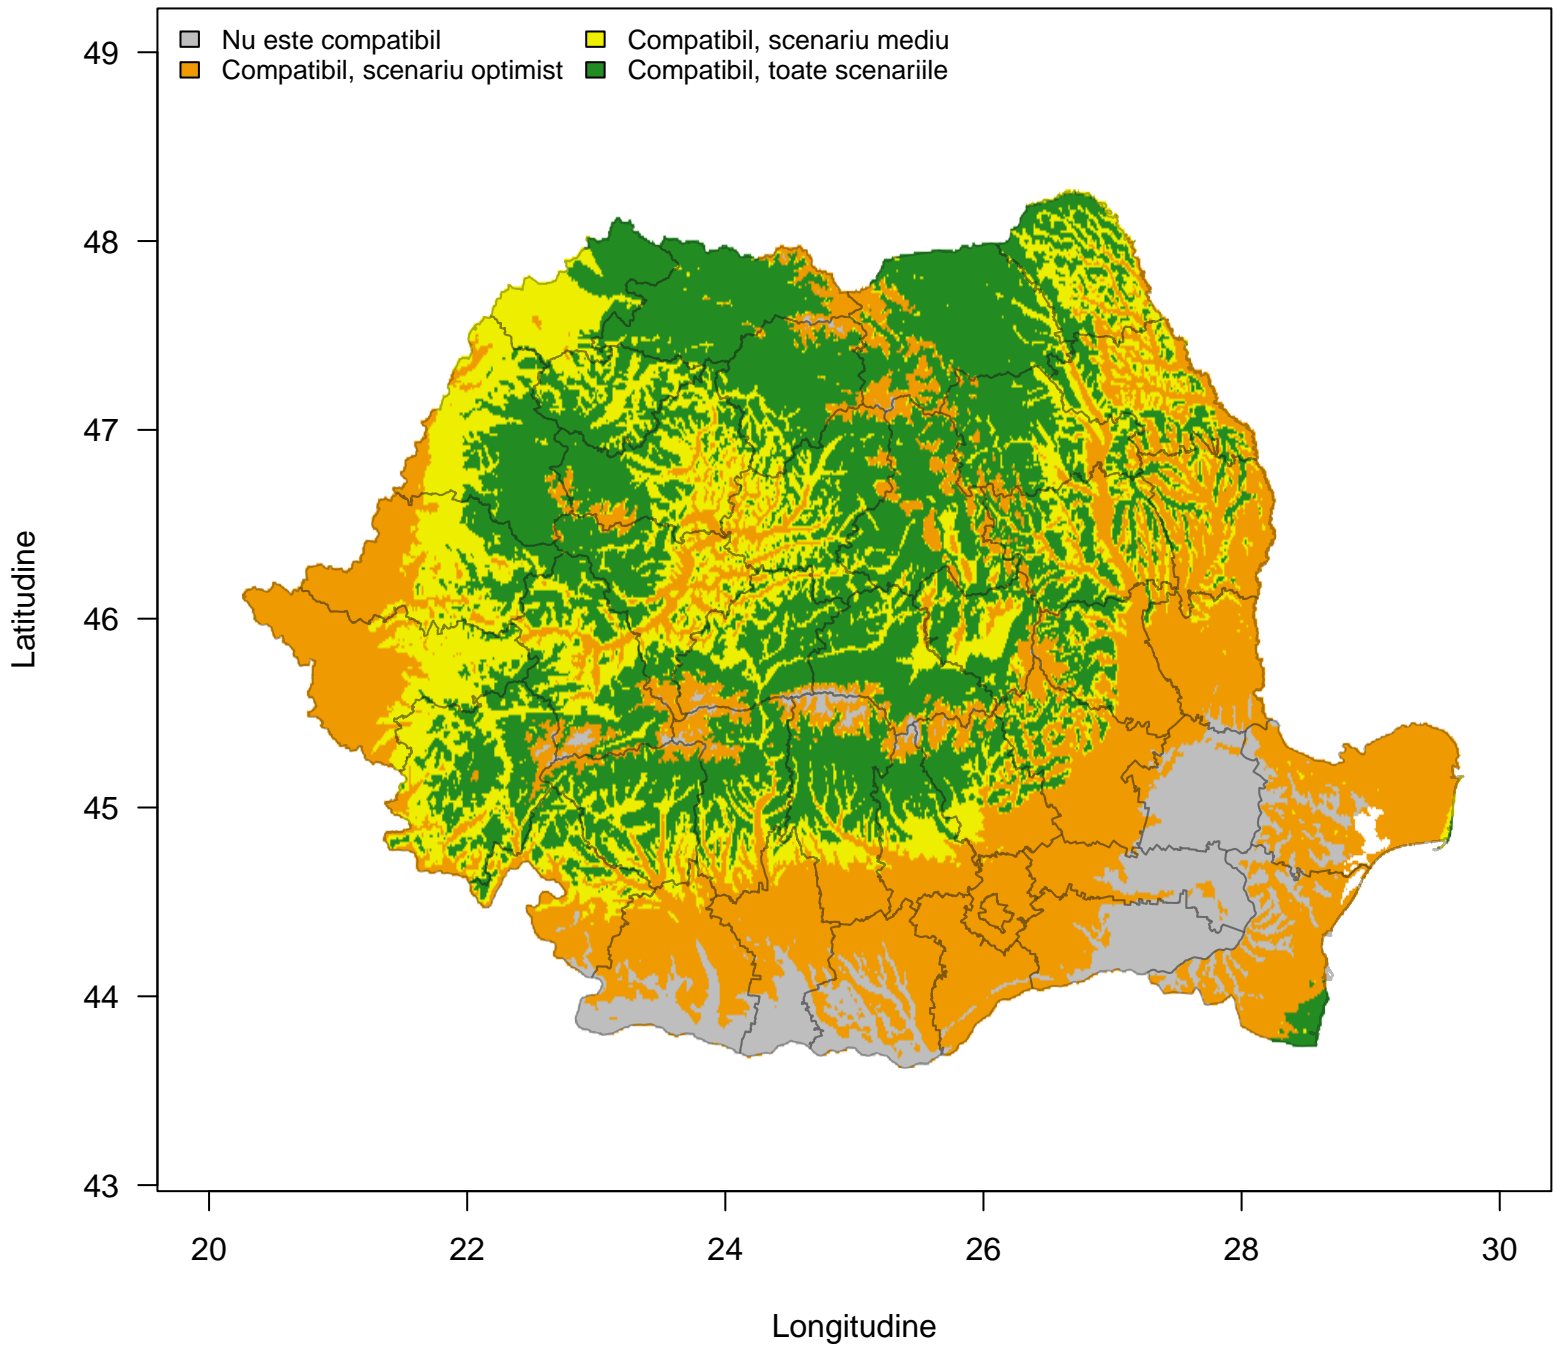 Nu este compatibil
Compatibil, scenariu optimist
Compatibil, scenariu mediu
Compatibil, toate scenariile
49
48
47
46
45
44
43
Latitudine
20 22 24 26 28 30
Longitudine